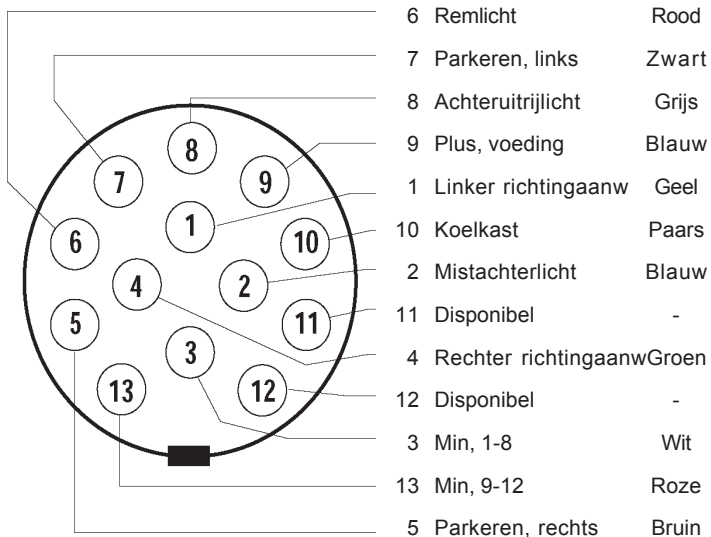 6 Remlicht Rood
7 Parkeren, links Zwart
8 Achteruitrijlicht Grijs
9 Plus, voeding Blauw
1 Linker richtingaanw Geel
10 Koelkast Paars
2 Mistachterlicht Blauw
11 Disponibel -
4 Rechter richtingaanwGroen
12 Disponibel -
3 Min, 1-8 Wit
13 Min, 9-12 Roze
5 Parkeren, rechts Bruin
8
7
9
1
6
10
4
2
5
11
3
13
12